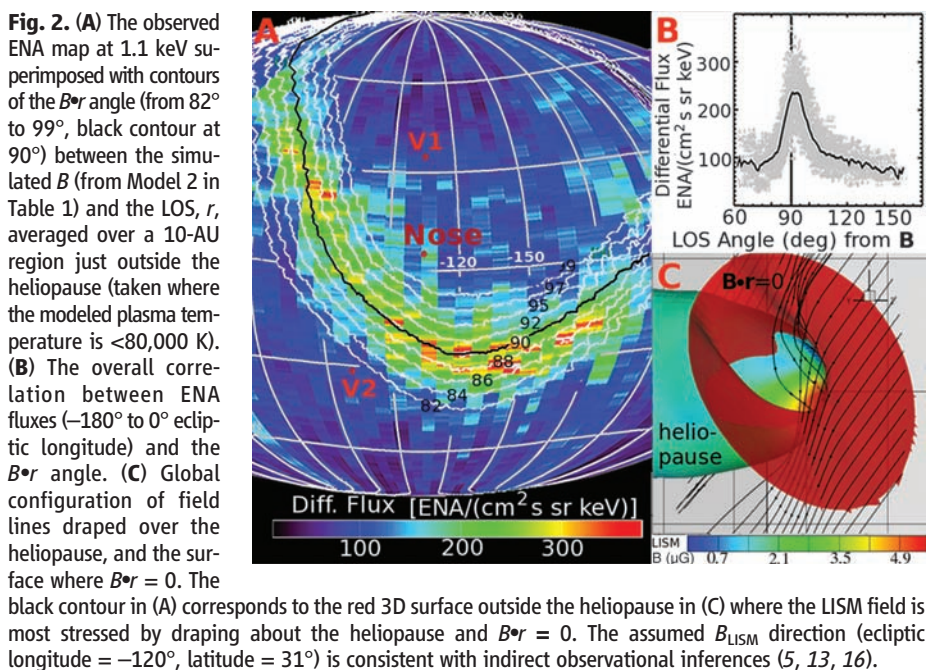 Fig. 2. (A) The observed
ENA map at 1.1 keV su-
perimposed with contours
of the B•r angle (from 82°
to 99°, black contour at
90°) between the simu-
lated B (from Model 2 in
Table 1) and the LOS, r,
averaged over a 10-AU
region just outside the
heliopause (taken where
the modeled plasma tem-
perature is <80,000 K).
(B) The overall corre-
lation between ENA
fluxes (−180° to 0° eclip-
tic longitude) and the
B•r angle. (C) Global
configuration of field
lines draped over the
heliopause, and the sur-
face where B•r = 0. The
black contour in (A) corresponds to the red 3D surface outside the heliopause in (C) where the LISM field is
most stressed by draping about the heliopause and B•r = 0. The assumed BLISM direction (ecliptic
longitude = −120°, latitude = 31°) is consistent with indirect observational inferences (5, 13, 16).
A
V1
Nose
-120
-150
99
97
95
92
90
88
86
84
82
V2
Diff. Flux [ENA/(cm² s sr keV)]
100 200 300
B
Differential Flux
ENA/(cm² s sr keV)
300
200
100
60 90 120 150
LOS Angle (deg) from B
C
B•r=0
helio-
pause
LISM
B (μG)
0.7 2.1 3.5 4.9